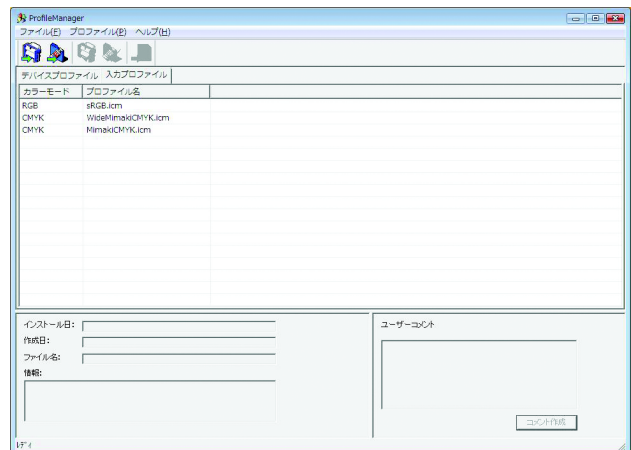 ProfileManager
ファイル(F) プロファイル(P) ヘルプ(H)
デバイスプロファイル 入力プロファイル
カラーモード プロファイル名
RGB sRGB.icm
CMYK WideMimakiCMYK.icm
CMYK MimakiCMYK.icm
インストール日:
作成日:
ファイル名:
情報:
ユーザーコメント
コメント作成
レディ